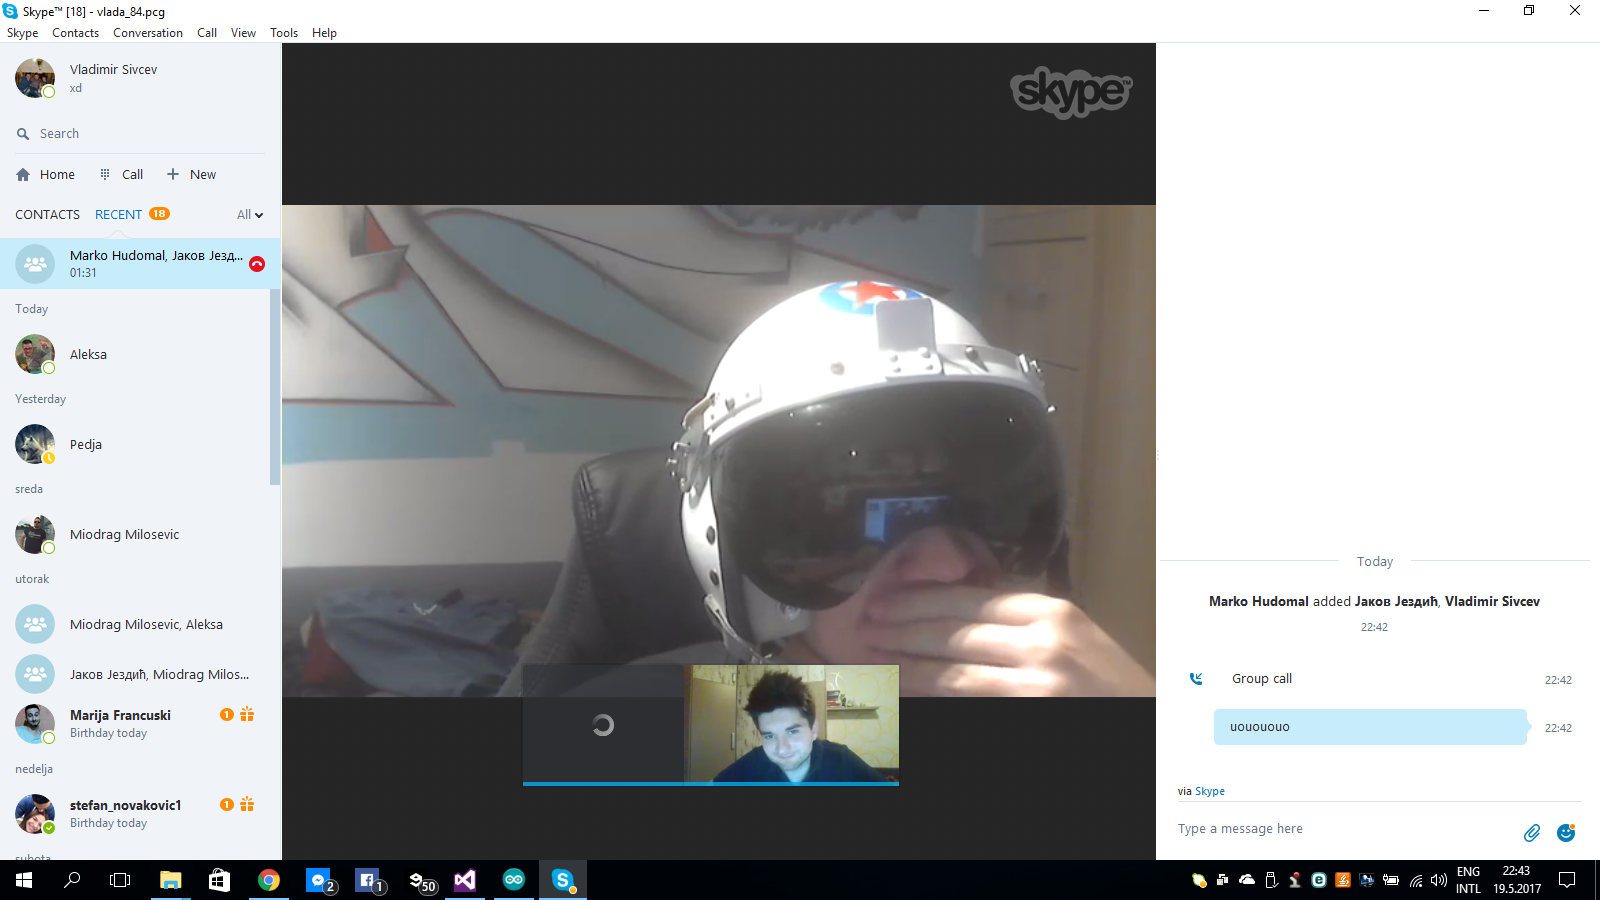 Skype™ [18] - vlada_84.pcg
Skype Contacts Conversation Call View Tools Help
Vladimir Sivcev
xd
Search
Home Call New
CONTACTS RECENT 18 All
Marko Hudomal, Јаков Језд...
01:31
Today
Aleksa
Yesterday
Pedja
sreda
Miodrag Milosevic
utorak
Miodrag Milosevic, Aleksa
Јаков Јездић, Miodrag Milos...
Marija Francuski 1
Birthday today
nedelja
stefan_novakovic1 1
Birthday today
subota
skype™
Today
Marko Hudomal added Јаков Јездић, Vladimir Sivcev
22:42
Group call 22:42
uououuuo 22:42
via Skype
Type a message here
2 1 50
ENG
INTL
22:43
19.5.2017